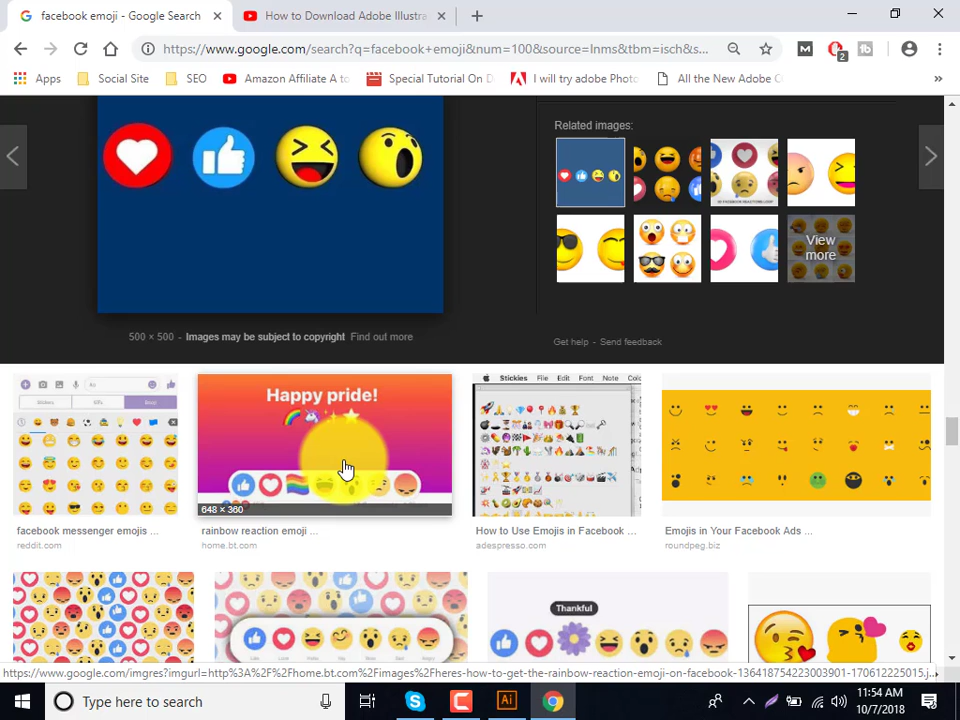 facebook emoji - Google Search
How to Download Adobe Illustra
https://www.google.com/search?q=facebook+emoji&num=100&source=lnms&tbm=isch&s...
2
Apps
Social Site
SEO
Amazon Affiliate A to
Special Tutorial On D
I will try adobe Photo
All the New Adobe C
»
Related images:
View
more
500 × 500 - Images may be subject to copyright Find out more
Get help - Send feedback
Happy pride!
Stickies File Edit Font Note Colo
648 × 360
facebook messenger emojis ...
reddit.com
rainbow reaction emoji ...
home.bt.com
How to Use Emojis in Facebook ...
adespresso.com
Emojis in Your Facebook Ads ...
roundpeg.biz
Thankful
https://www.google.com/imgres?imgurl=http%3A%2F%2Fhome.bt.com%2Fimages%2Fheres-how-to-get-the-rainbow-reaction-emoji-on-facebook-136418754223003901-170612225015.j...
Type here to search
11:54 AM
10/7/2018